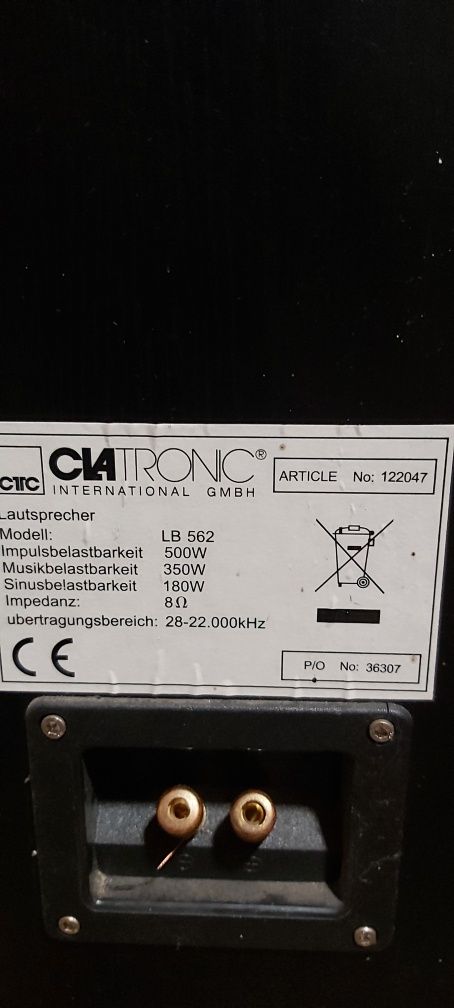 CTC
CLATRONIC®
INTERNATIONAL GMBH
ARTICLE No: 122047
Lautsprecher
Modell: LB 562
Impulsbelastbarkeit 500W
Musikbelastbarkeit 350W
Sinusbelastbarkeit 180W
Impedanz: 8Ω
ubertragungsbereich: 28-22.000kHz
CE
P/O No: 36307